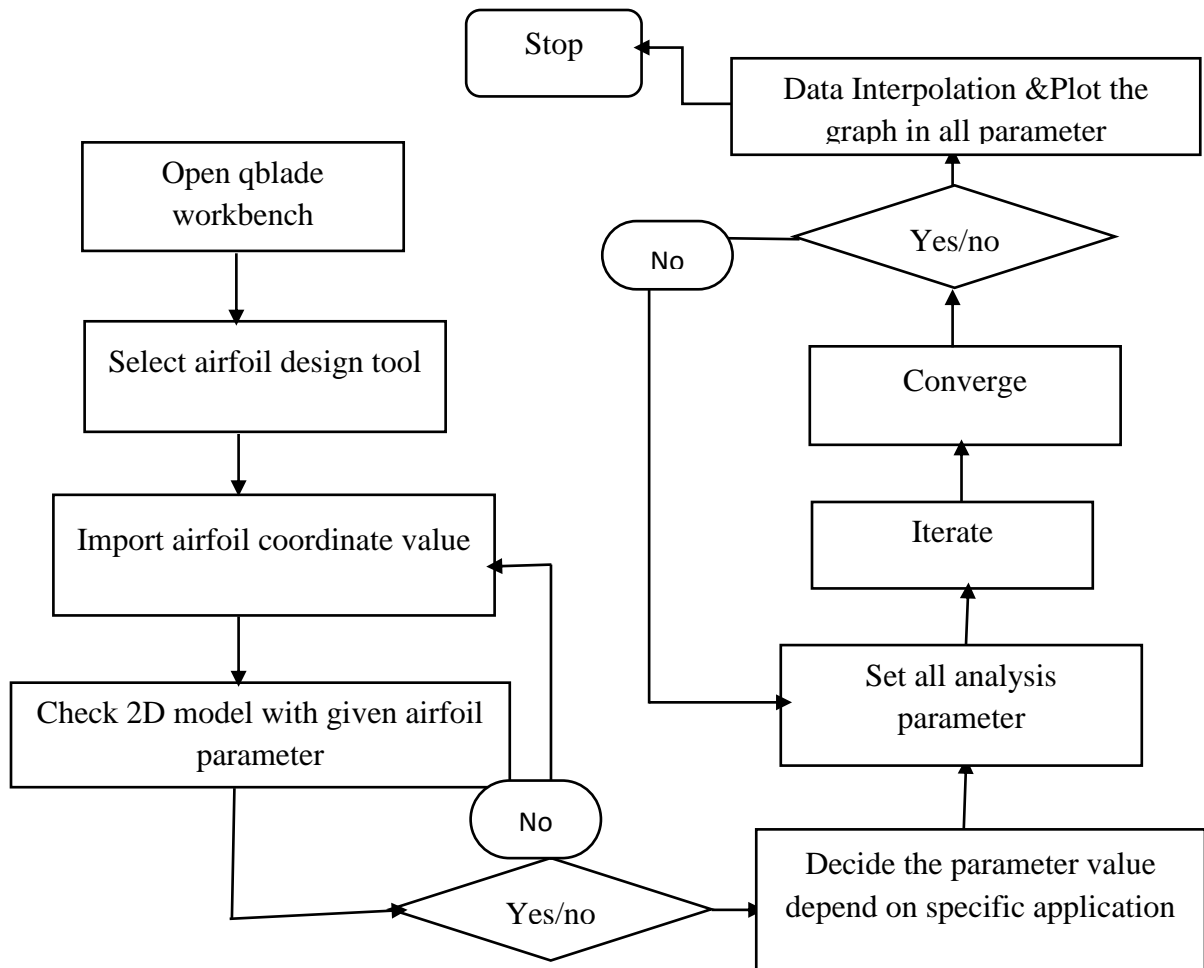 Open qblade
workbench
Select airfoil design tool
Import airfoil coordinate value
Check 2D model with given airfoil
parameter
No
Yes/no
Decide the parameter value
depend on specific application
Set all analysis
parameter
Iterate
Converge
Yes/no
No
Data Interpolation &Plot the
graph in all parameter
Stop